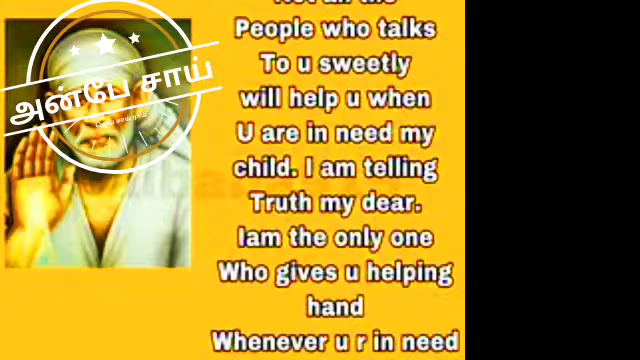 அன்பே சாய்
People who talks
To u sweetly
will help u when
U are in need my
child. I am telling
Truth my dear.
Iam the only one
Who gives u helping
hand
Whenever u r in need